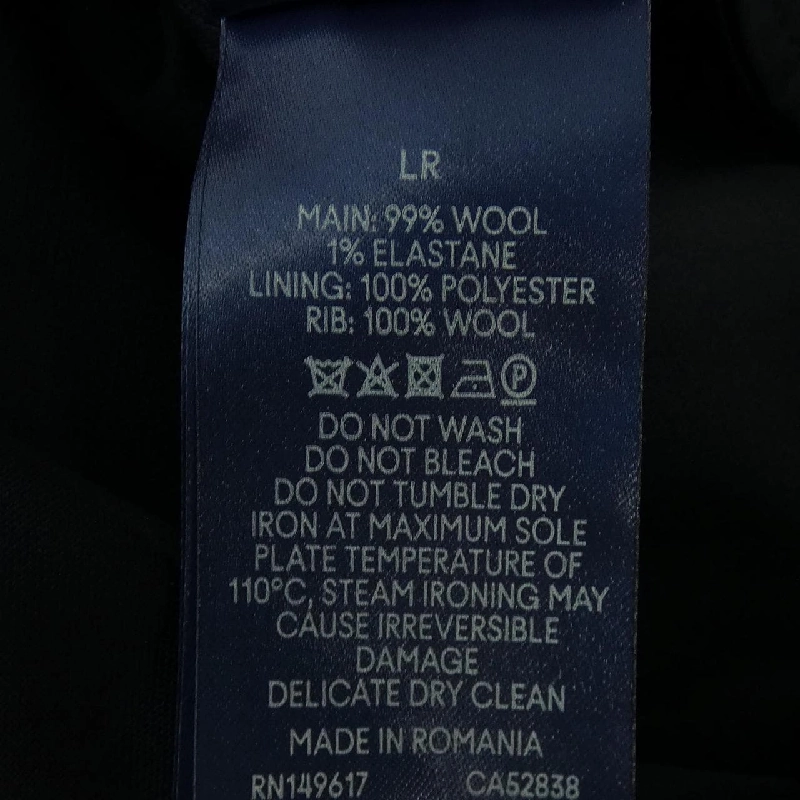 LR
MAIN: 99% WOOL
1% ELASTANE
LINING: 100% POLYESTER
RIB: 100% WOOL
P
DO NOT WASH
DO NOT BLEACH
DO NOT TUMBLE DRY
IRON AT MAXIMUM SOLE
PLATE TEMPERATURE OF
110°C, STEAM IRONING MAY
CAUSE IRREVERSIBLE
DAMAGE
DELICATE DRY CLEAN
MADE IN ROMANIA
RN149617 CA52838